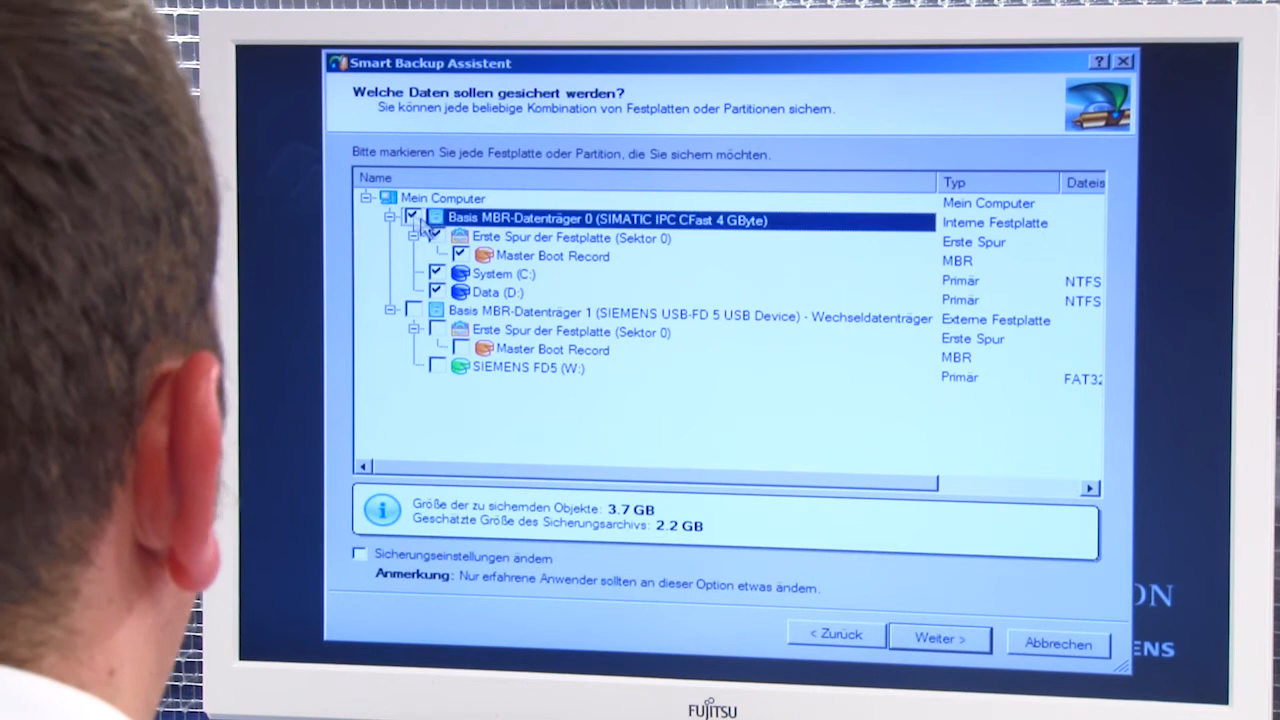 Smart Backup Assistent
Welche Daten sollen gesichert werden?
Sie können jede beliebige Kombination von Festplatten oder Partitionen sichern.
Bitte markieren Sie jede Festplatte oder Partition, die Sie sichern möchten.
Name Typ Dateis
Mein Computer Mein Computer
Basis MBR-Datenträger 0 (SIMATIC IPC CFast 4 GByte) Interne Festplatte
Erste Spur der Festplatte (Sektor 0) Erste Spur
Master Boot Record MBR
System (C:) Primär NTFS
Data (D:) Primär NTFS
Basis MBR-Datenträger 1 (SIEMENS USB-FD 5 USB Device) - Wechseldatenträger Externe Festplatte
Erste Spur der Festplatte (Sektor 0) Erste Spur
Master Boot Record MBR
SIEMENS FD5 (W:) Primär FAT32
Größe der zu sichernden Objekte: 3.7 GB
Geschätzte Größe des Sicherungsarchivs: 2.2 GB
Sicherungseinstellungen ändern
Anmerkung: Nur erfahrene Anwender sollten an dieser Option etwas ändern.
ON
< Zurück Weiter > Abbrechen
ENS
FUJITSU